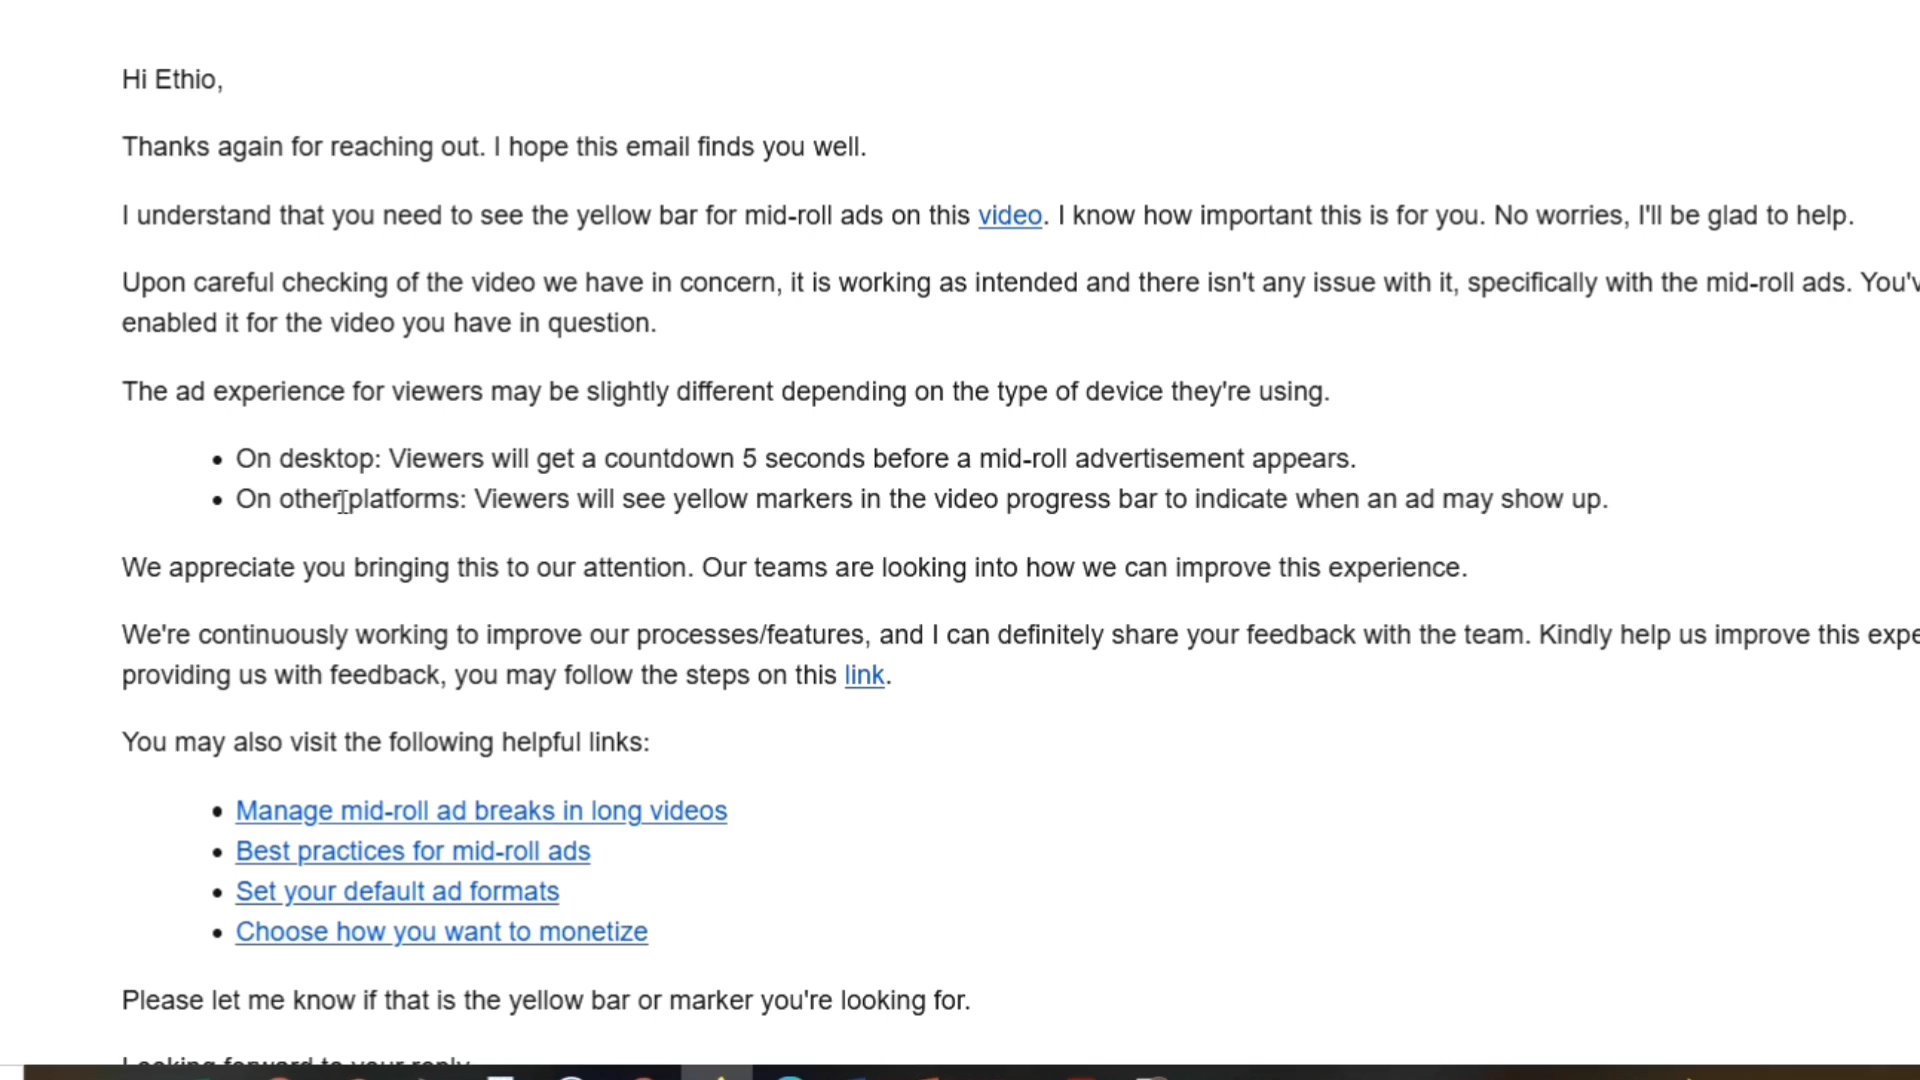 Hi Ethio,
Thanks again for reaching out. I hope this email finds you well.
I understand that you need to see the yellow bar for mid-roll ads on this video. I know how important this is for you. No worries, I'll be glad to help.
Upon careful checking of the video we have in concern, it is working as intended and there isn't any issue with it, specifically with the mid-roll ads. You'v
enabled it for the video you have in question.
The ad experience for viewers may be slightly different depending on the type of device they're using.
• On desktop: Viewers will get a countdown 5 seconds before a mid-roll advertisement appears.
• On other platforms: Viewers will see yellow markers in the video progress bar to indicate when an ad may show up.
We appreciate you bringing this to our attention. Our teams are looking into how we can improve this experience.
We're continuously working to improve our processes/features, and I can definitely share your feedback with the team. Kindly help us improve this expe
providing us with feedback, you may follow the steps on this link.
You may also visit the following helpful links:
• Manage mid-roll ad breaks in long videos
• Best practices for mid-roll ads
• Set your default ad formats
• Choose how you want to monetize
Please let me know if that is the yellow bar or marker you're looking for.
Looking forward to your reply